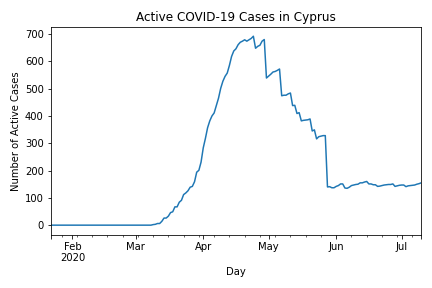 Active COVID-19 Cases in Cyprus
Number of Active Cases
700
600
500
400
300
200
100
0
Feb Mar Apr May Jun Jul
2020
Day